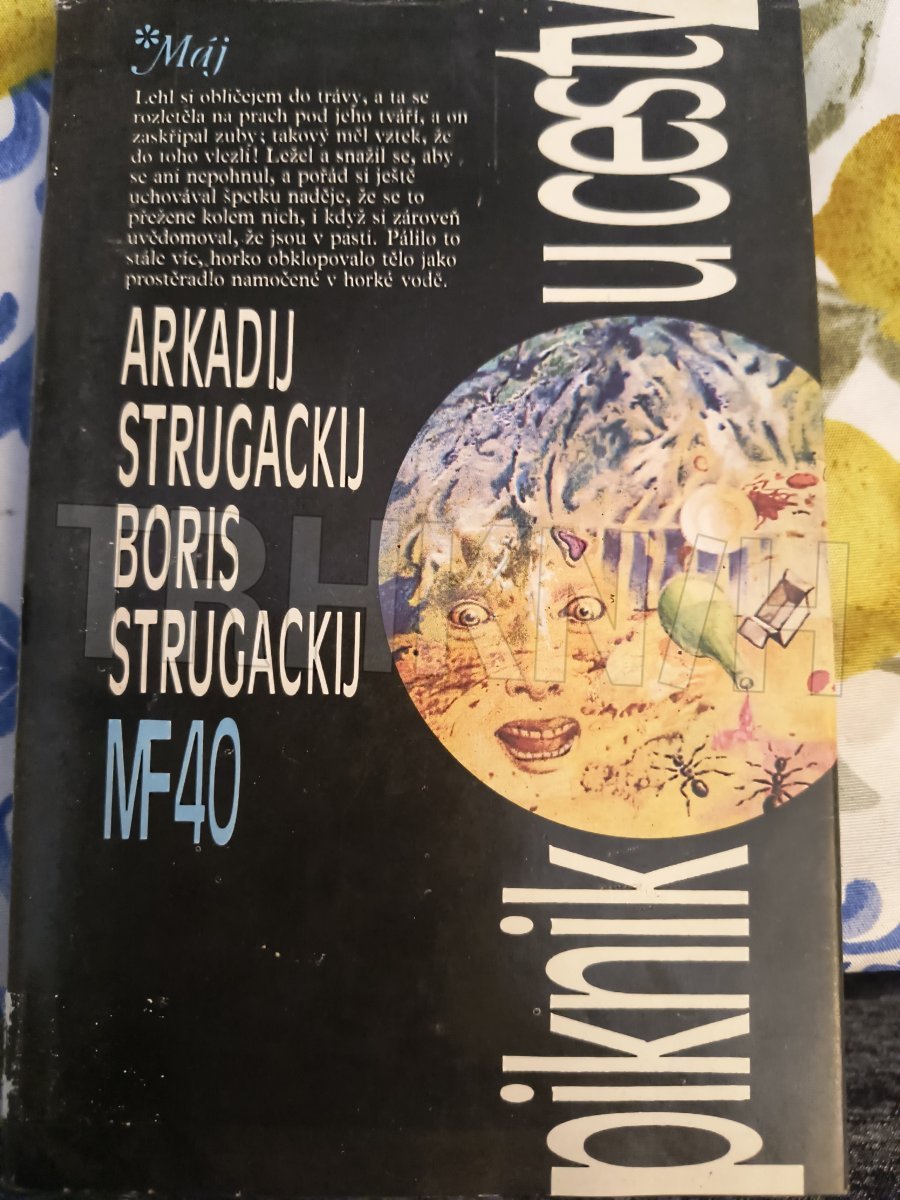 *Máj
Lehl si obličejem do trávy, a ta se
rozletěla na prach pod jeho tváří, a on
zaskřípal zuby; takový měl vztek, že
do toho vlezli! Ležel a snažil se, aby
se ani nepohnul, a pořád si ještě
uchovával špetku naděje, že se to
přežene kolem nich, i když si zároveň
uvědomoval, že jsou v pasti. Pálilo to
stále víc, horko obklopovalo tělo jako
prostěradlo namočené v horké vodě.
ARKADIJ
STRUGACKIJ
BORIS
STRUGACKIJ
MF40
piknik u cesty
TRHKNIH